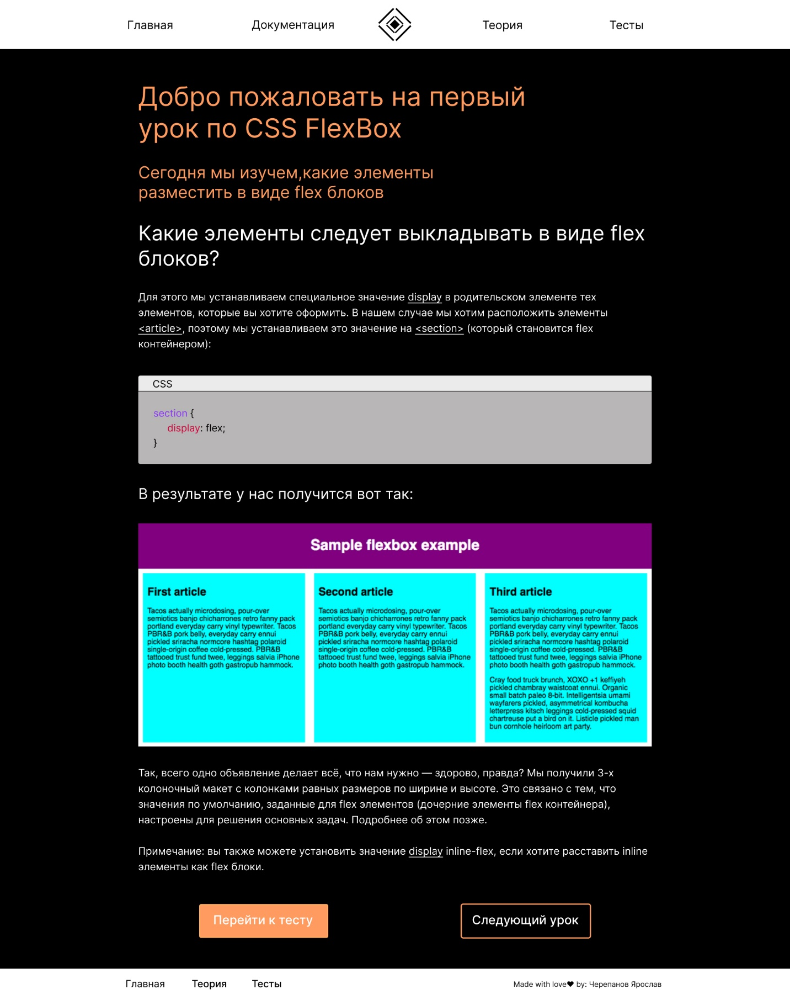 Главная
Документация
Теория
Тесты
Добро пожаловать на первый
урок по CSS FlexBox
Сегодня мы изучем,какие элементы
разместить в виде flex блоков
Какие элементы следует выкладывать в виде flex
блоков?
Для этого мы устанавливаем специальное значение display в родительском элементе тех
элементов, которые вы хотите оформить. В нашем случае мы хотим расположить элементы
<article>, поэтому мы устанавливаем это значение на <section> (который становится flex
контейнером):
CSS
section {
display: flex;
}
В результате у нас получится вот так:
Sample flexbox example
First article
Tacos actually microdosing, pour-over
semiotics banjo chicharrones retro fanny pack
portland everyday carry vinyl typewriter. Tacos
PBR&B pork belly, everyday carry ennui
pickled sriracha normcore hashtag polaroid
single-origin coffee cold-pressed. PBR&B
tattooed trust fund twee, leggings salvia iPhone
photo booth health goth gastropub hammock.
Second article
Tacos actually microdosing, pour-over
semiotics banjo chicharrones retro fanny pack
portland everyday carry vinyl typewriter. Tacos
PBR&B pork belly, everyday carry ennui
pickled sriracha normcore hashtag polaroid
single-origin coffee cold-pressed. PBR&B
tattooed trust fund twee, leggings salvia iPhone
photo booth health goth gastropub hammock.
Third article
Tacos actually microdosing, pour-over
semiotics banjo chicharrones retro fanny pack
portland everyday carry vinyl typewriter. Tacos
PBR&B pork belly, everyday carry ennui
pickled sriracha normcore hashtag polaroid
single-origin coffee cold-pressed. PBR&B
tattooed trust fund twee, leggings salvia iPhone
photo booth health goth gastropub hammock.
Cray food truck brunch, XOXO +1 keffiyeh
pickled chambray waistcoat ennui. Organic
small batch paleo 8-bit. Intelligentsia umami
wayfarers pickled, asymmetrical kombucha
letterpress kitsch leggings cold-pressed squid
chartreuse put a bird on it. Listicle pickled man
bun cornhole heirloom art party.
Так, всего одно объявление делает всё, что нам нужно — здорово, правда? Мы получили 3-х
колоночный макет с колонками равных размеров по ширине и высоте. Это связано с тем, что
значения по умолчанию, заданные для flex элементов (дочерние элементы flex контейнера),
настроены для решения основных задач. Подробнее об этом позже.
Примечание: вы также можете установить значение display inline-flex, если хотите расставить inline
элементы как flex блоки.
Перейти к тесту
Следующий урок
Главная
Теория
Тесты
Made with love♥ by: Черепанов Ярослав